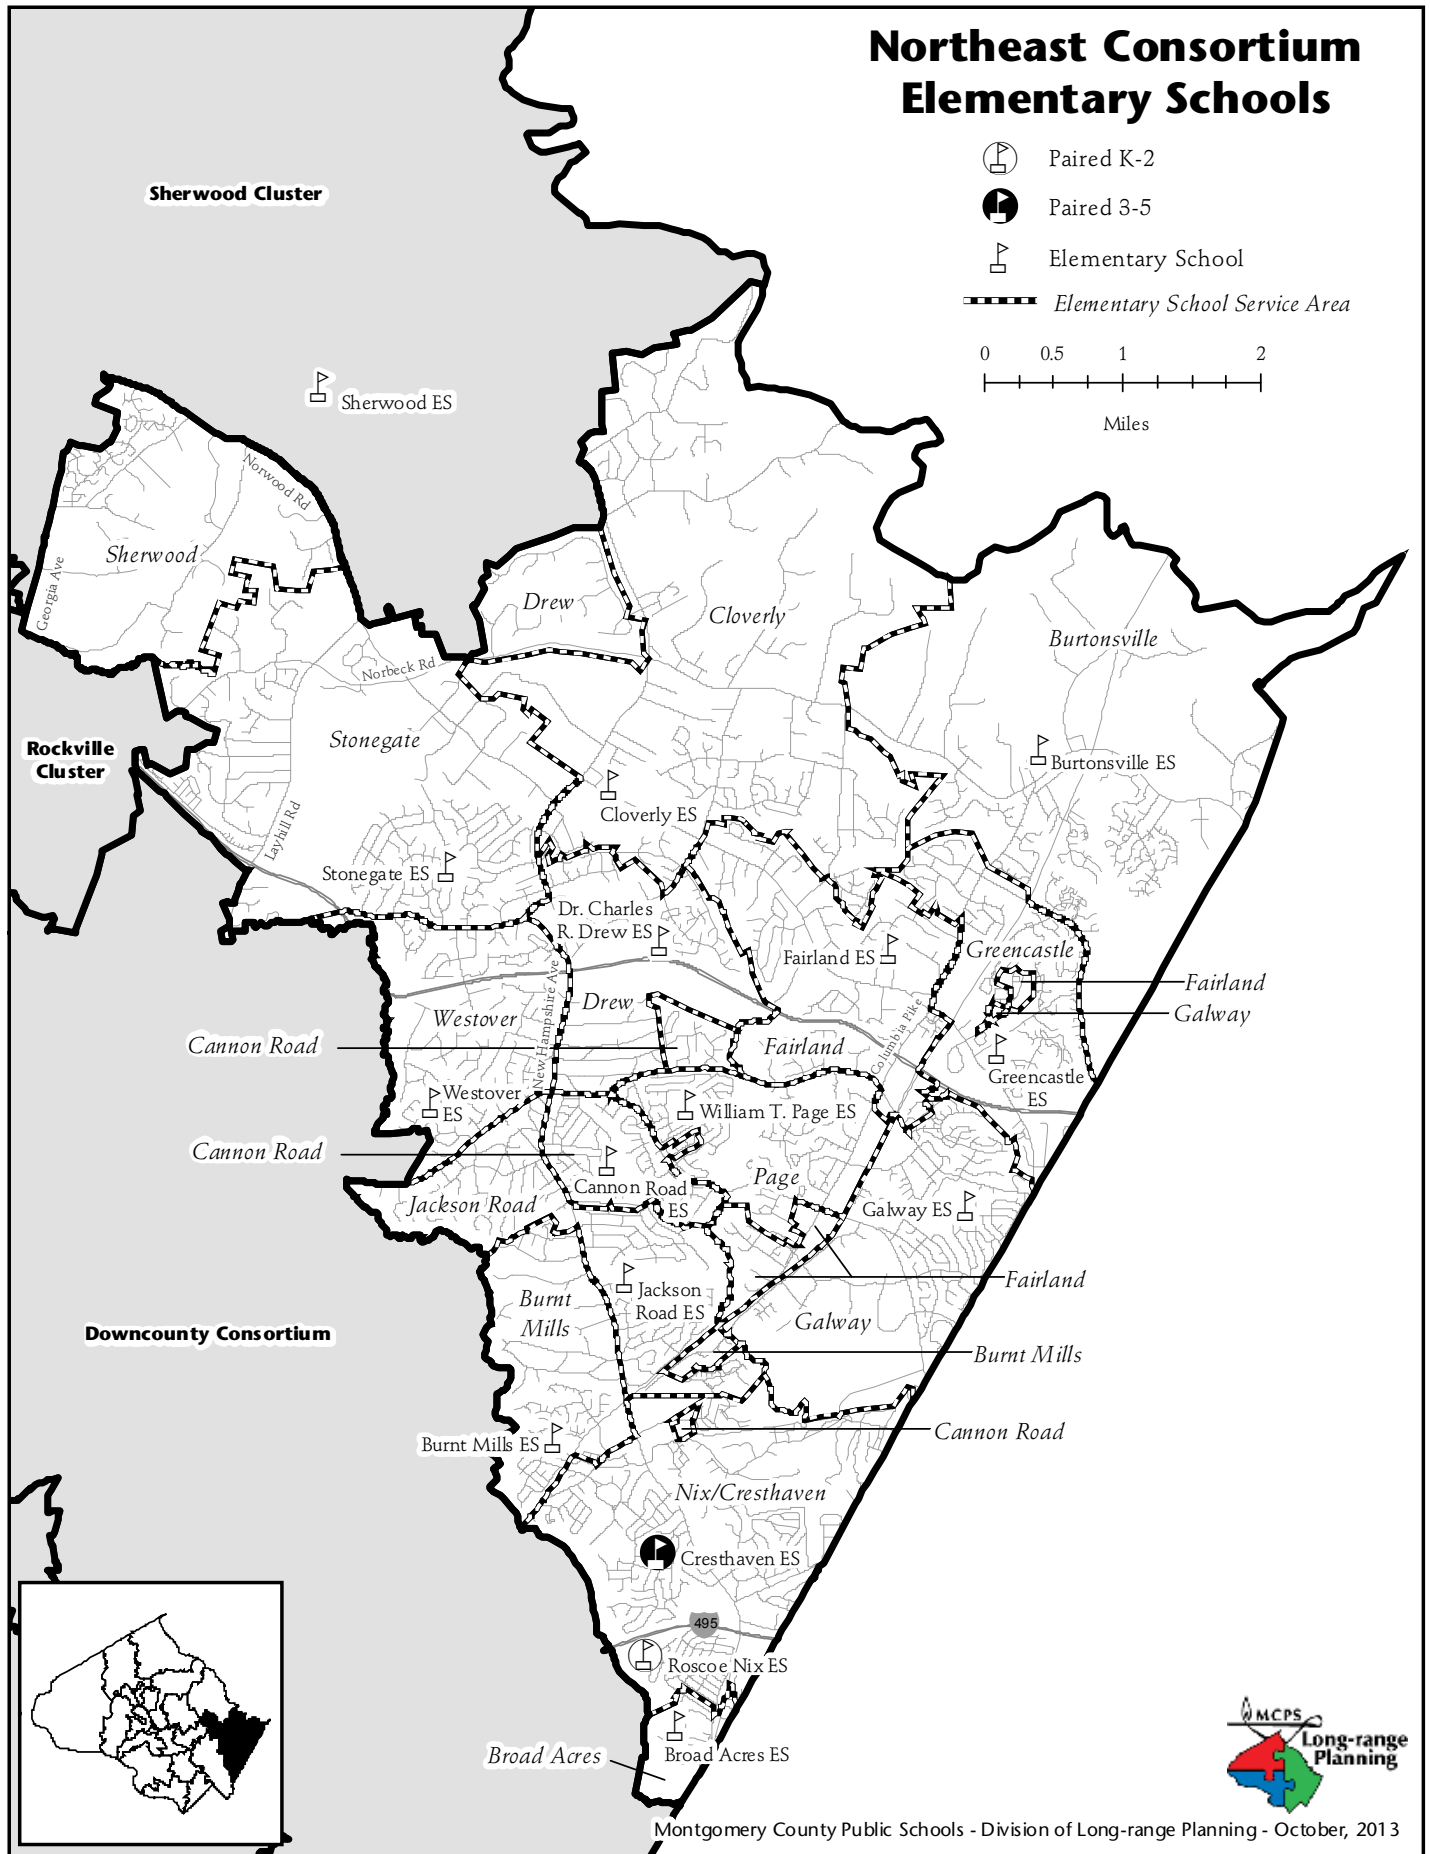 Northeast Consortium
Elementary Schools
Paired K-2
Paired 3-5
Elementary School
Elementary School Service Area
0 0.5 1 2
Miles
Sherwood Cluster
Sherwood ES
Norwood Rd
Sherwood
Georgia Ave
Drew
Cloverly
Burtonsville
Norbeck Rd
Stonegate
Rockville
Cluster
Burtonsville ES
Cloverly ES
Layhill Rd
Stonegate ES
Dr. Charles
R. Drew ES
Fairland ES
Greencastle
Fairland
Galway
Drew
Westover
New Hampshire Ave
Columbia Pike
Cannon Road
Fairland
Greencastle
ES
Westover
ES
William T. Page ES
Cannon Road
Page
Cannon Road
ES
Jackson Road
Galway ES
Fairland
Jackson
Road ES
Burnt
Mills
Galway
Downcounty Consortium
Burnt Mills
Cannon Road
Burnt Mills ES
Nix/Cresthaven
Cresthaven ES
495
Roscoe Nix ES
Broad Acres
Broad Acres ES
MCPS
Long-range
Planning
Montgomery County Public Schools - Division of Long-range Planning - October, 2013